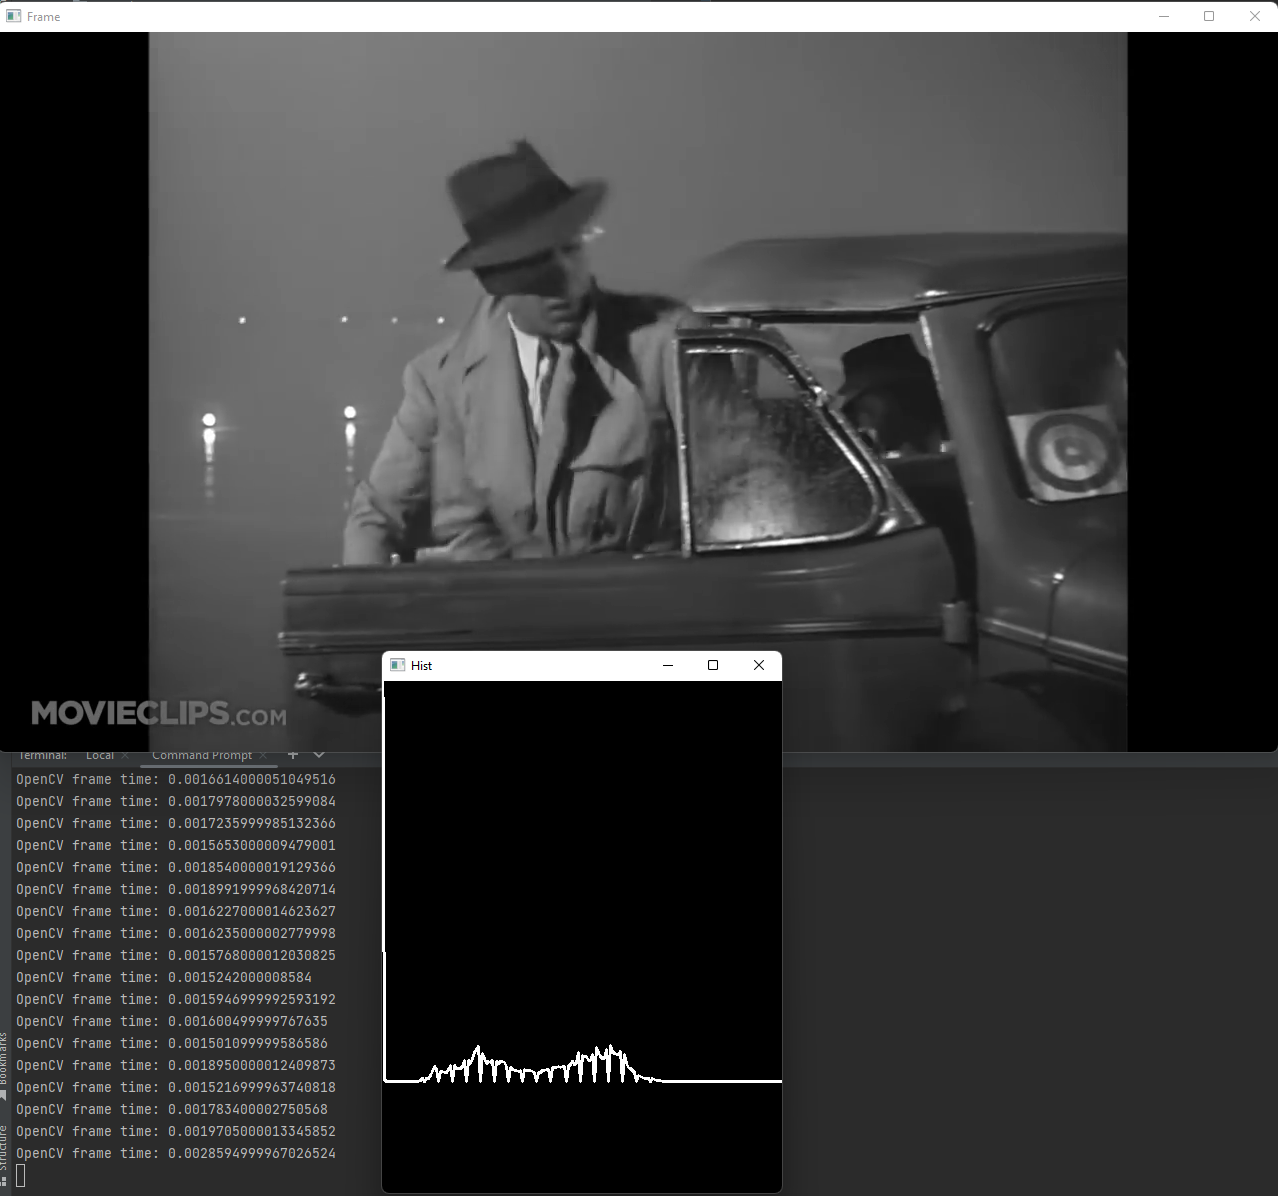 Frame
MOVIECLIPS.COM
Hist
Terminal: Local × Command Prompt × +
OpenCV frame time: 0.0016614000051049516
OpenCV frame time: 0.0017978000032599084
OpenCV frame time: 0.0017235999985132366
OpenCV frame time: 0.0015653000009479001
OpenCV frame time: 0.0018540000019129366
OpenCV frame time: 0.0018991999968420714
OpenCV frame time: 0.0016227000014623627
OpenCV frame time: 0.0016235000002779998
OpenCV frame time: 0.0015768000012030825
OpenCV frame time: 0.0015242000008584
OpenCV frame time: 0.0015946999992593192
OpenCV frame time: 0.001600499999767635
OpenCV frame time: 0.001501099999586586
OpenCV frame time: 0.0018950000012409873
OpenCV frame time: 0.0015216999963740818
OpenCV frame time: 0.001783400002750568
OpenCV frame time: 0.0019705000013345852
OpenCV frame time: 0.0028594999967026524
Bookmarks
Structure